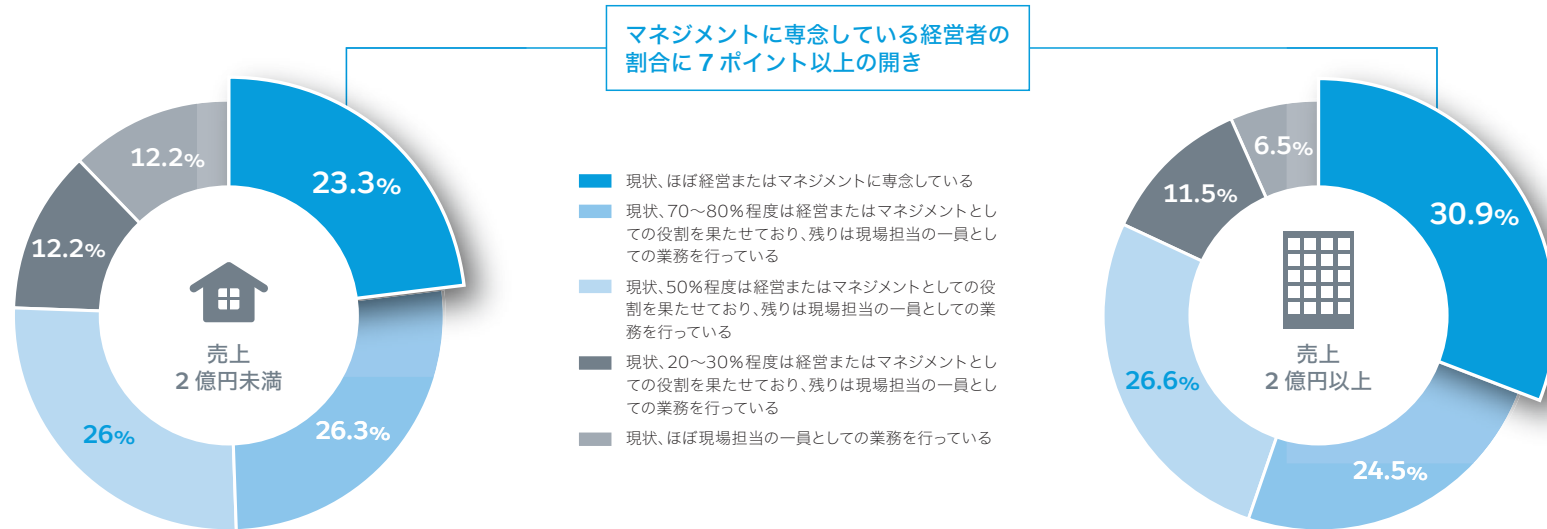 マネジメントに専念している経営者の
割合に 7 ポイント以上の開き
23.3%
26.3%
26%
12.2%
12.2%
売上
2 億円未満
現状、ほぼ経営またはマネジメントに専念している
現状、70〜80%程度は経営またはマネジメントとし
ての役割を果たせており、残りは現場担当の一員とし
ての業務を行っている
現状、50%程度は経営またはマネジメントとしての役
割を果たせており、残りは現場担当の一員としての業
務を行っている
現状、20〜30%程度は経営またはマネジメントとし
ての役割を果たせており、残りは現場担当の一員とし
ての業務を行っている
現状、ほぼ現場担当の一員としての業務を行っている
30.9%
24.5%
26.6%
11.5%
6.5%
売上
2 億円以上